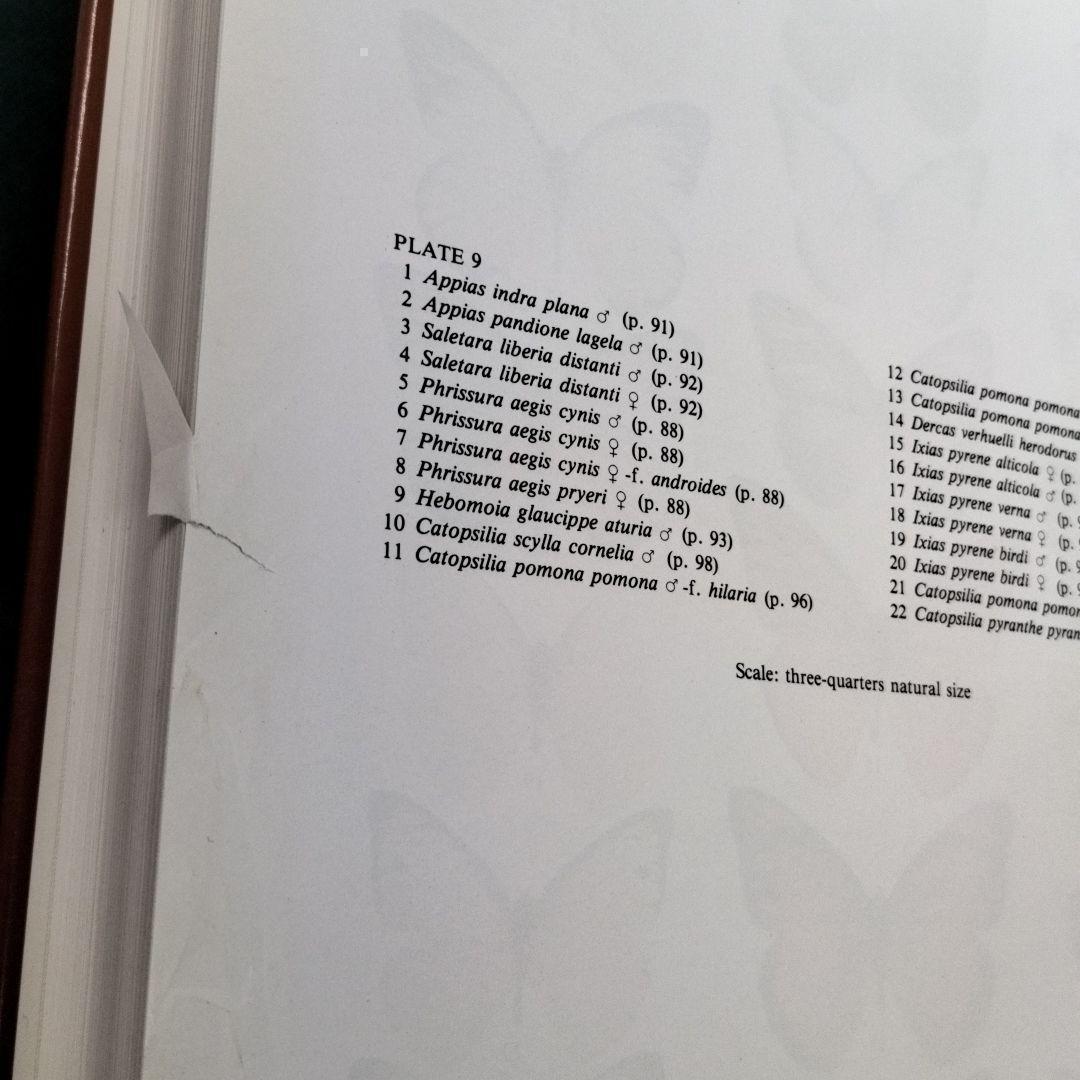 PLATE 9
1 Appias indra plana ♂ (p. 91)
2 Appias pandione lagela ♂ (p. 91)
3 Saletara liberia distanti ♂ (p. 92)
4 Saletara liberia distanti ♀ (p. 92)
5 Phrissura aegis cynis ♂ (p. 88)
6 Phrissura aegis cynis ♀ (p. 88)
7 Phrissura aegis cynis ♀ -f. androides (p. 88)
8 Phrissura aegis pryeri ♀ (p. 88)
9 Hebomoia glaucippe aturia ♂ (p. 93)
10 Catopsilia scylla cornelia ♂ (p. 98)
11 Catopsilia pomona pomona ♂ -f. hilaria (p. 96)
12 Catopsilia pomona pomona
13 Catopsilia pomona pomona
14 Dercas verhuelli herodorus
15 Ixias pyrene alticola ♀ (p.
16 Ixias pyrene alticola ♂ (p.
17 Ixias pyrene verna ♂ (p.
18 Ixias pyrene verna ♀ (p.
19 Ixias pyrene birdi ♂ (p. 9
20 Ixias pyrene birdi ♀ (p. 9
21 Catopsilia pomona pomon
22 Catopsilia pyranthe pyran
Scale: three-quarters natural size